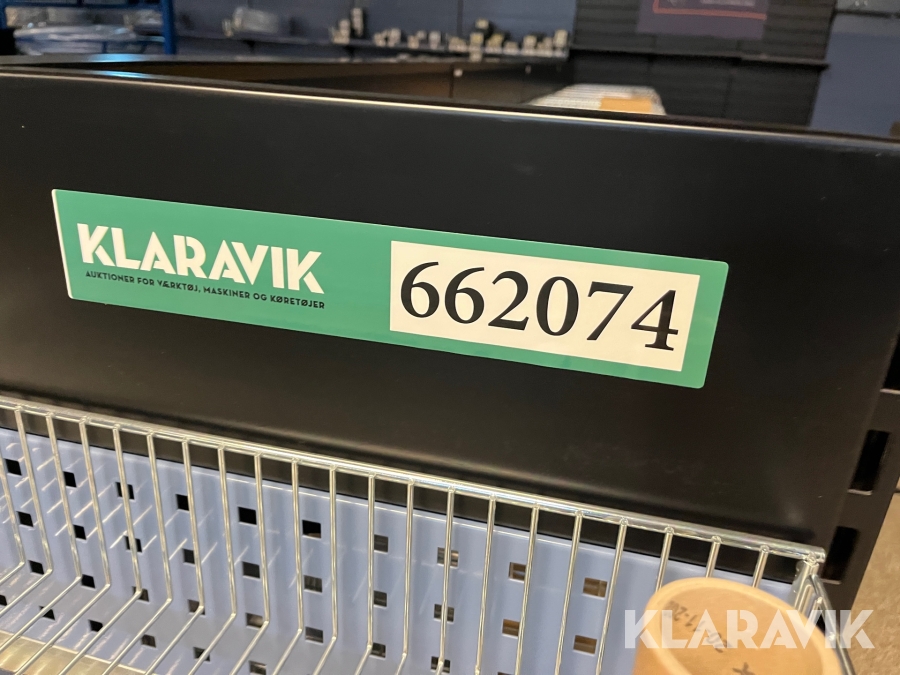 KLARAVIK
AUKTIONER FOR VÆRKTØJ, MASKINER OG KØRETØJER
662074
KLARAVIK